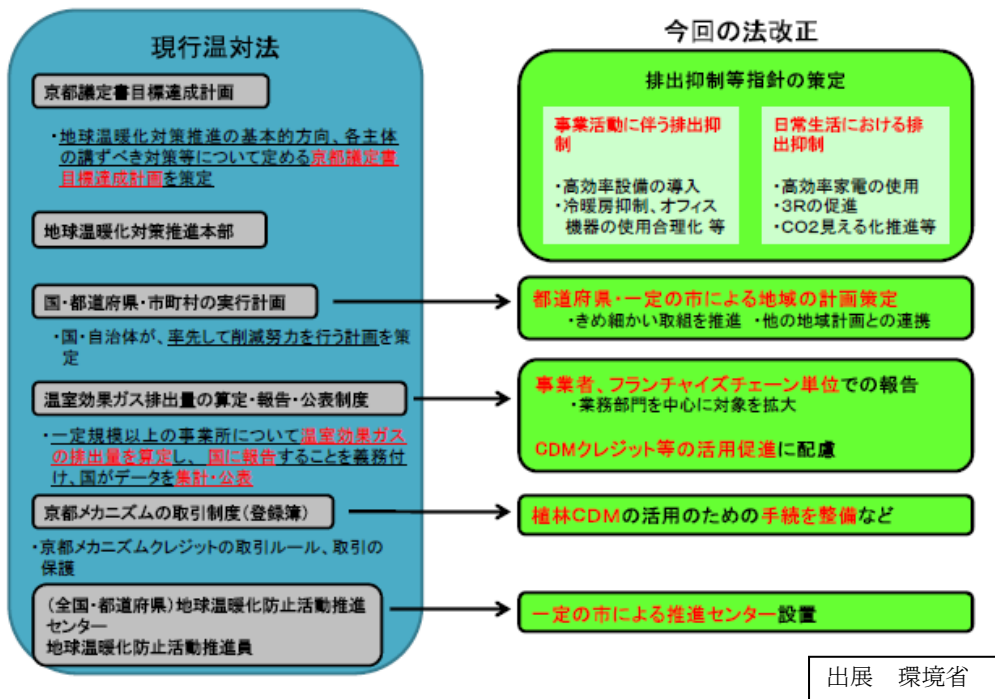 現行温対法
京都議定書目標達成計画
・地球温暖化対策推進の基本的方向、各主体
の講ずべき対策等について定める京都議定書
目標達成計画を策定
地球温暖化対策推進本部
国・都道府県・市町村の実行計画
・国・自治体が、率先して削減努力を行う計画を策
定
温室効果ガス排出量の算定・報告・公表制度
・一定規模以上の事業所について温室効果ガス
の排出量を算定し、国に報告することを義務付
け、国がデータを集計・公表
京都メカニズムの取引制度(登録簿)
・京都メカニズムクレジットの取引ルール、取引の
保護
(全国・都道府県)地球温暖化防止活動推進
センター
地球温暖化防止活動推進員
今回の法改正
排出抑制等指針の策定
事業活動に伴う排出抑
制
・高効率設備の導入
・冷暖房抑制、オフィス
機器の使用合理化 等
日常生活における排
出抑制
・高効率家電の使用
・3Rの促進
・CO2見える化推進等
都道府県・一定の市による地域の計画策定
・きめ細かい取組を推進 ・他の地域計画との連携
事業者、フランチャイズチェーン単位での報告
・業務部門を中心に対象を拡大
CDMクレジット等の活用促進に配慮
植林CDMの活用のための手続を整備など
一定の市による推進センター設置
出展 環境省